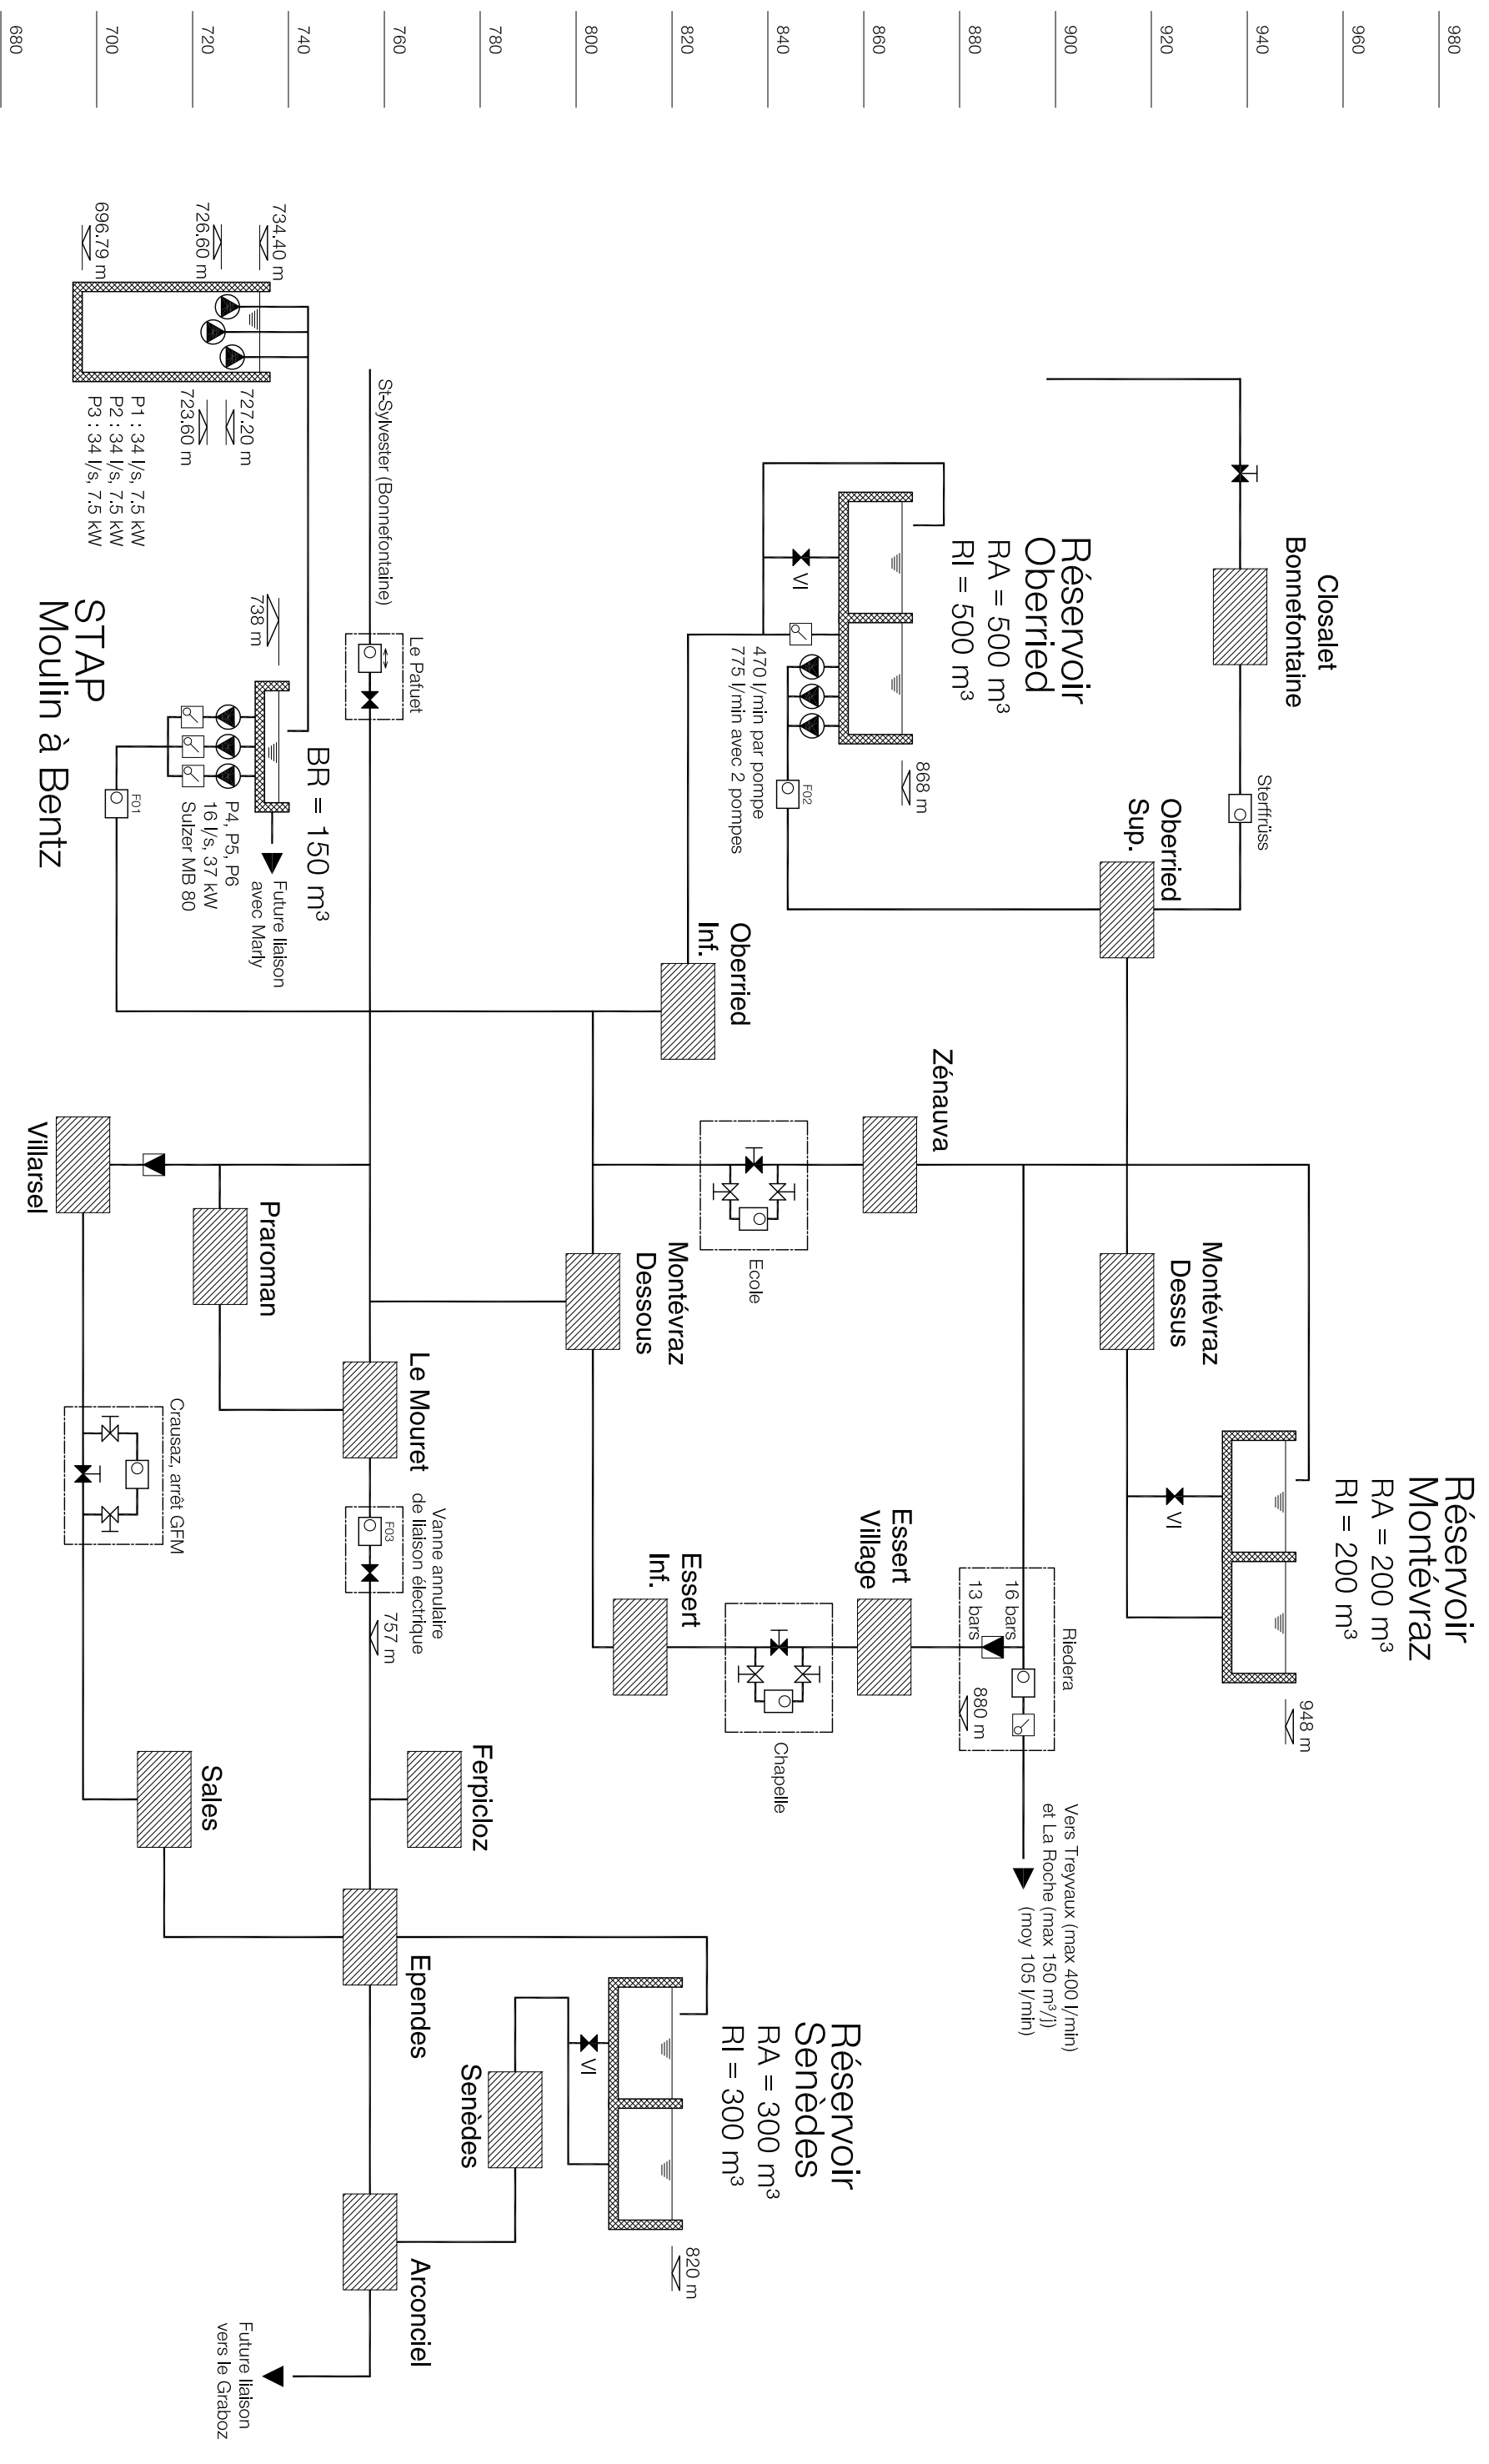 980
960
940
920
900
880
860
840
820
800
780
760
740
720
700
680
Closalet
Bonnefontaine
Sterffrüss
Oberried
Sup.
Réservoir
Oberried
RA = 500 m³
RI = 500 m³
868 m
VI
470 l/min par pompe
775 l/min avec 2 pompes
F02
Oberried
Inf.
St-Sylvester (Bonnefontaine)
Le Pafuet
734.40 m
726.60 m
696.79 m
727.20 m
723.60 m
P1 : 34 l/s, 7.5 kW
P2 : 34 l/s, 7.5 kW
P3 : 34 l/s, 7.5 kW
738 m
STAP
Moulin à Bentz
BR = 150 m³
P4, P5, P6
16 l/s, 37 kW
Sulzer MB 80
F01
Future liaison
avec Marly
Zénauva
Ecole
Montévraz
Dessus
Réservoir
Montévraz
RA = 200 m³
RI = 200 m³
VI
948 m
Montévraz
Dessous
Villarsel
Praroman
Le Mouret
Crausaz, arrêt GFM
Vanne annulaire
de liaison électrique
F03
757 m
Essert
Village
Essert
Inf.
Chapelle
Riedera
16 bars
13 bars
880 m
Vers Treyvaux (max 400 l/min)
et La Roche (max 150 m³/j)
(moy 105 l/min)
Ferpicloz
Sales
Ependes
Réservoir
Senèdes
RA = 300 m³
RI = 300 m³
VI
820 m
Senèdes
Arconciel
Future liaison
vers le Graboz